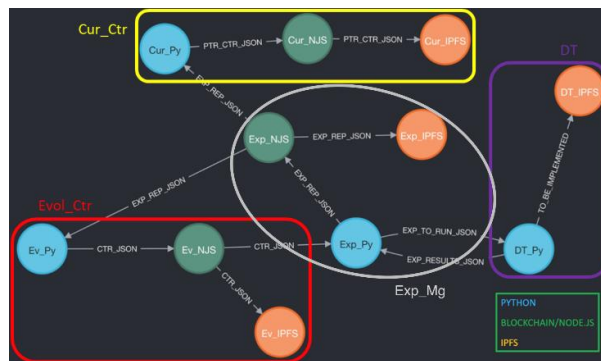 Cur_Ctr
Cur_Py
PTR_CTR_JSON
Cur_NJS
PTR_CTR_JSON
Cur_IPFS
DT
DT_IPFS
EXP_REP_JSON
Exp_NJS
EXP_REP_JSON
Exp_IPFS
TO_BE_IMPLEMENTED
EXP_REP_JSON
EXP_REP_JSON
Evol_Ctr
Ev_Py
CTR_JSON
Ev_NJS
CTR_JSON
Exp_Py
EXP_TO_RUN_JSON
EXP_RESULTS_JSON
DT_Py
CTR_JSON
Ev_IPFS
Exp_Mg
PYTHON
BLOCKCHAIN/NODE.JS
IPFS